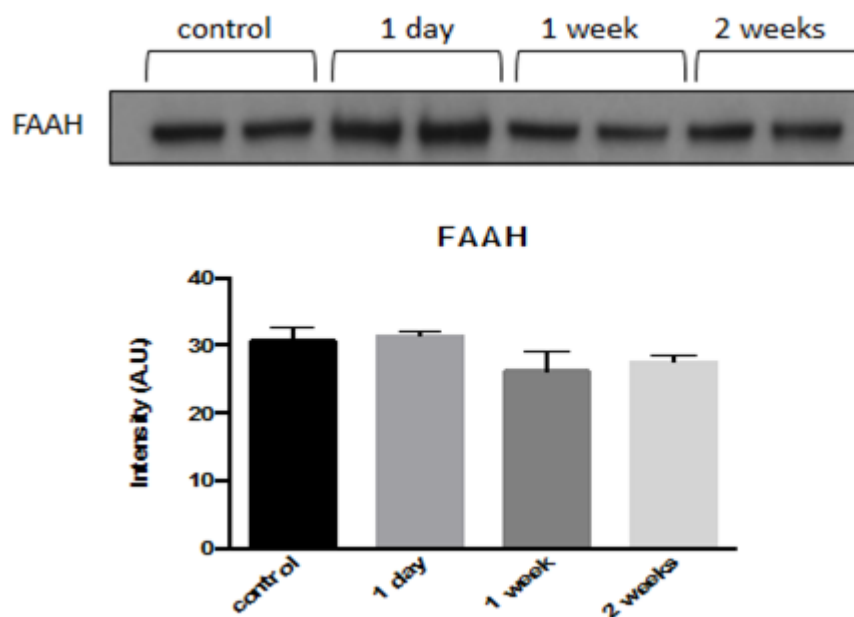 control 1 day 1 week 2 weeks
FAAH
FAAH
40
30
20
10
0
Intensity (A.U.)
control 1 day 1 week 2 weeks